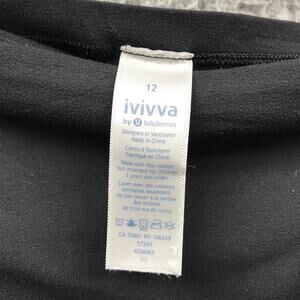 12
ivivva
by lululemon
Designed in Vancouver
Made in China
Conçu à Vancouver
Fabriqué en Chine
Wash with like colours
Not intended for children
3 years and under
Laver avec des couleurs
similaires seulement
ne pas laisser à la portée
des enfants
de trois ans et moins
CA 35801 RN 106259